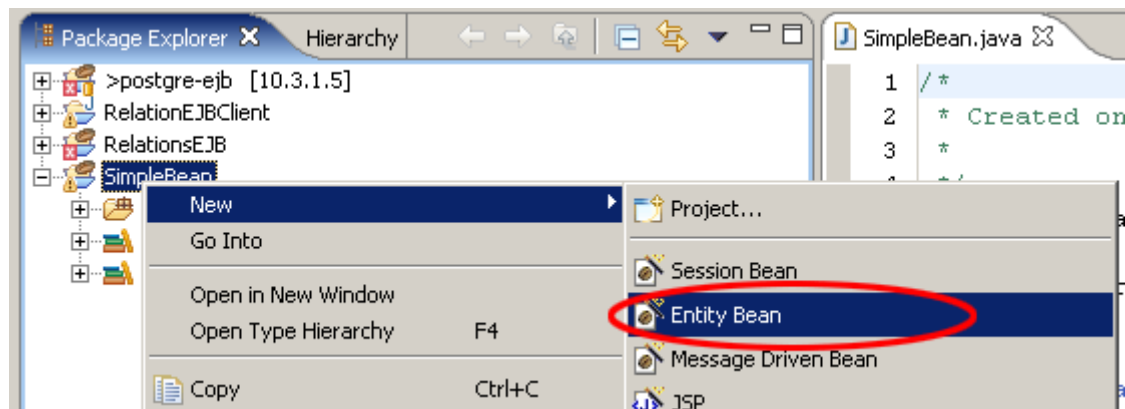 Package Explorer Hierarchy SimpleBean.java
>postgre-ejb [10.3.1.5]
RelationEJBClient
RelationsEJB
SimpleBean
1 /*
2 * Created on
3 *
New
Go Into
Open in New Window
Open Type Hierarchy F4
Copy Ctrl+C
Project...
Session Bean
Entity Bean
Message Driven Bean
JSP